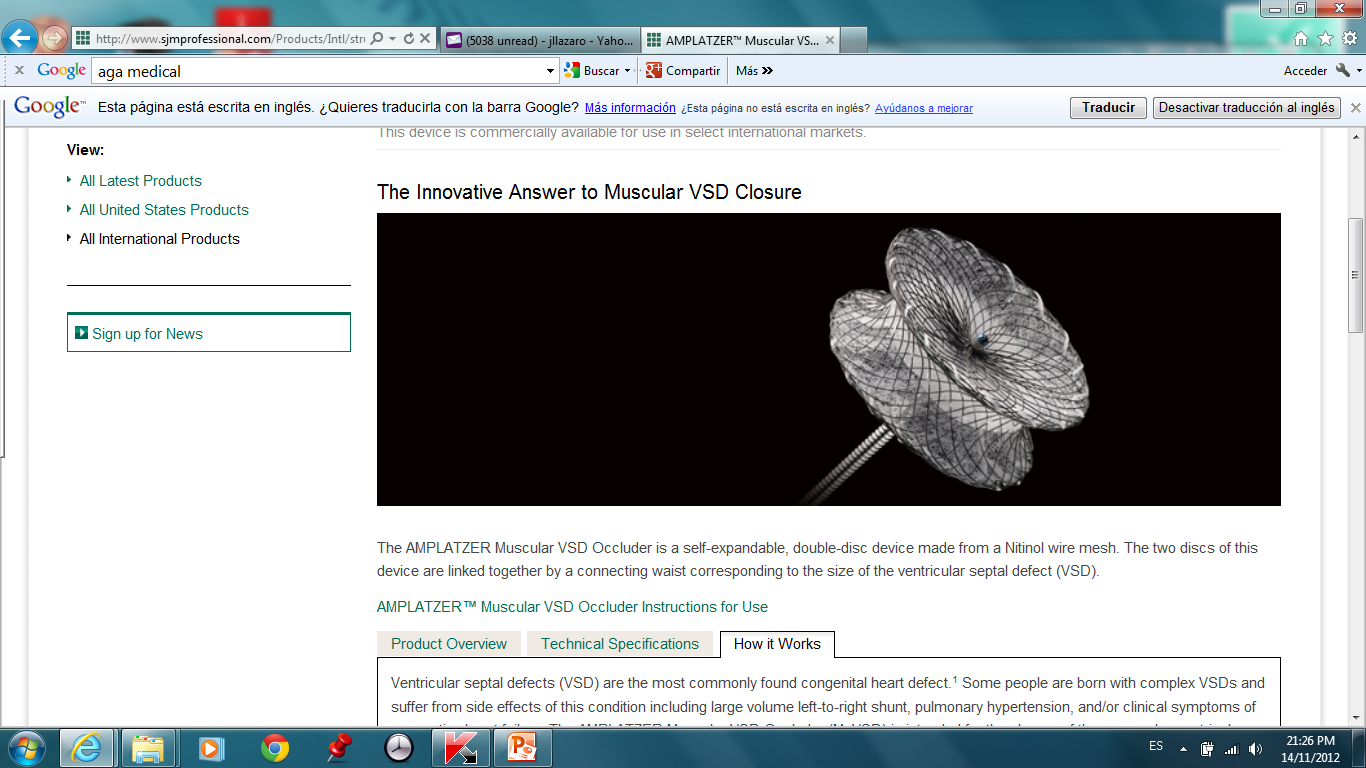 http://www.sjmprofessional.com/Products/Intl/stru
(5038 unread) - jllazaro - Yaho...
AMPLATZER™ Muscular VS...
Google
aga medical
Buscar
Compartir
Más
Acceder
Google™
Esta página está escrita en inglés. ¿Quieres traducirla con la barra Google?
Más información
¿Esta página no está escrita en inglés?
Ayúdanos a mejorar
Traducir
Desactivar traducción al inglés
This device is commercially available for use in select international markets.
View:
All Latest Products
All United States Products
All International Products
Sign up for News
The Innovative Answer to Muscular VSD Closure
The AMPLATZER Muscular VSD Occluder is a self-expandable, double-disc device made from a Nitinol wire mesh. The two discs of this
device are linked together by a connecting waist corresponding to the size of the ventricular septal defect (VSD).
AMPLATZER™ Muscular VSD Occluder Instructions for Use
Product Overview
Technical Specifications
How it Works
Ventricular septal defects (VSD) are the most commonly found congenital heart defect.¹ Some people are born with complex VSDs and
suffer from side effects of this condition including large volume left-to-right shunt, pulmonary hypertension, and/or clinical symptoms of
ES
21:26 PM
14/11/2012